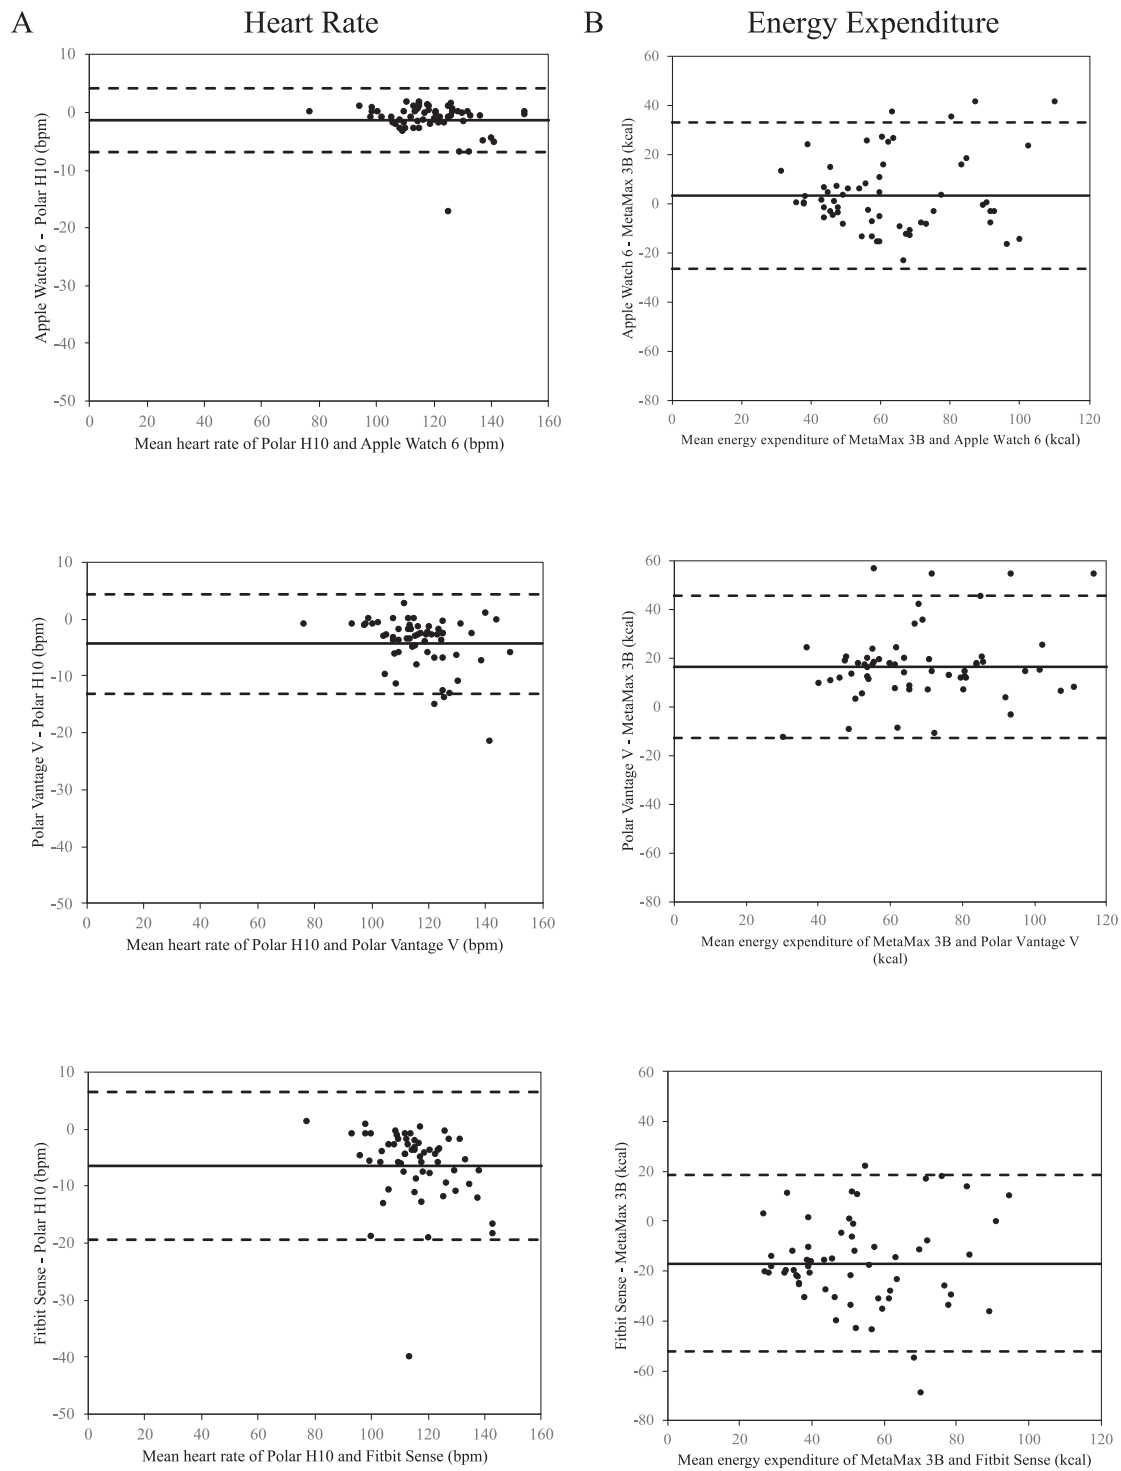 A
Heart Rate
B
Energy Expenditure
10
0
-10
-20
-30
-40
-50
0 20 40 60 80 100 120 140 160
Apple Watch 6 - Polar H10 (bpm)
Mean heart rate of Polar H10 and Apple Watch 6 (bpm)
60
40
20
0
-20
-40
-60
-80
0 20 40 60 80 100 120
Apple Watch 6 - MetaMax 3B (kcal)
Mean energy expenditure of MetaMax 3B and Apple Watch 6 (kcal)
10
0
-10
-20
-30
-40
-50
0 20 40 60 80 100 120 140 160
Polar Vantage V - Polar H10 (bpm)
Mean heart rate of Polar H10 and Polar Vantage V (bpm)
60
40
20
0
-20
-40
-60
-80
0 20 40 60 80 100 120
Polar Vantage V - MetaMax 3B (kcal)
Mean energy expenditure of MetaMax 3B and Polar Vantage V
(kcal)
10
0
-10
-20
-30
-40
-50
0 20 40 60 80 100 120 140 160
Fitbit Sense - Polar H10 (bpm)
Mean heart rate of Polar H10 and Fitbit Sense (bpm)
60
40
20
0
-20
-40
-60
-80
0 20 40 60 80 100 120
Fitbit Sense - MetaMax 3B (kcal)
Mean energy expenditure of MetaMax 3B and Fitbit Sense (kcal)